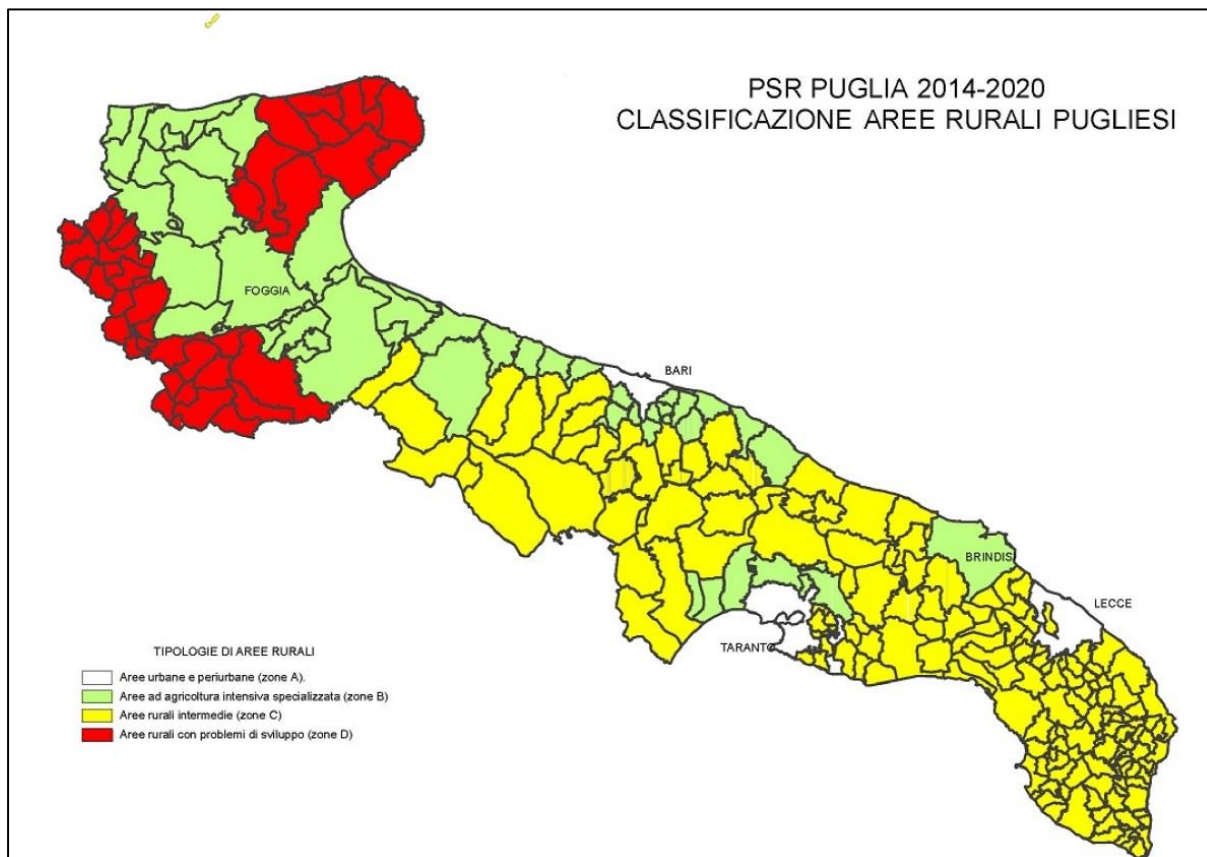 PSR PUGLIA 2014-2020
CLASSIFICAZIONE AREE RURALI PUGLIESI
FOGGIA
BARI
BRINDISI
LECCE
TARANTO
TIPOLOGIE DI AREE RURALI
Aree urbane e periurbane (zone A).
Aree ad agricoltura intensiva specializzata (zone B)
Aree rurali intermedie (zone C)
Aree rurali con problemi di sviluppo (zone D)